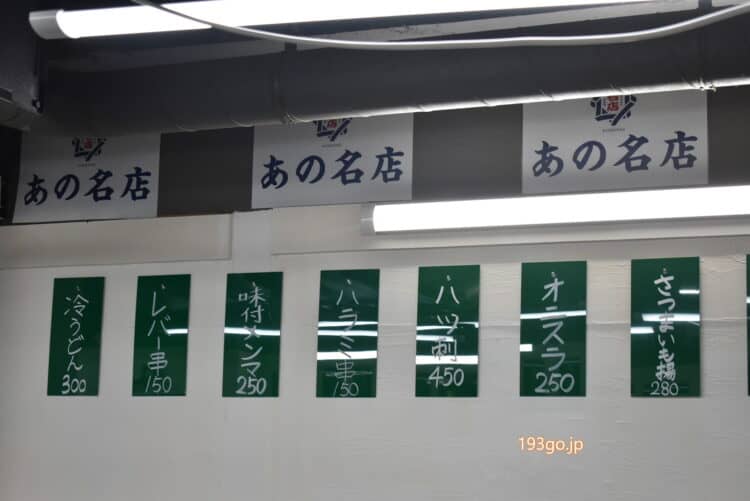 あの名店
あの名店
あの名店
冷うどん
300
レバー串
150
味付メンマ
250
ハラミ串
150
ハツ刺
450
オニスラ
250
さつまいも揚
280
193go.jp